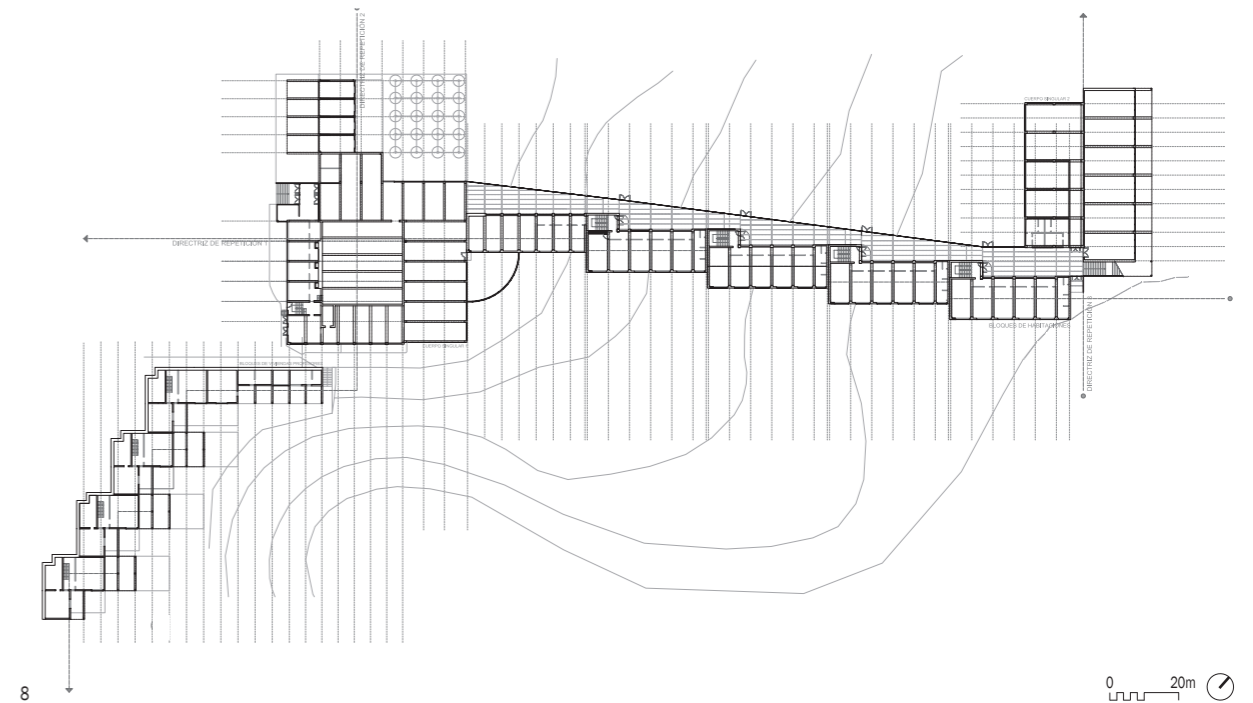 DIRECTRIZ DE REPETICIÓN 2
CUERPO SINGULAR 2
DIRECTRIZ DE REPETICIÓN 1
BLOQUES DE HABITACIONES
CUERPO SINGULAR 1
DIRECTRIZ DE REPETICIÓN 3
8
0 20m